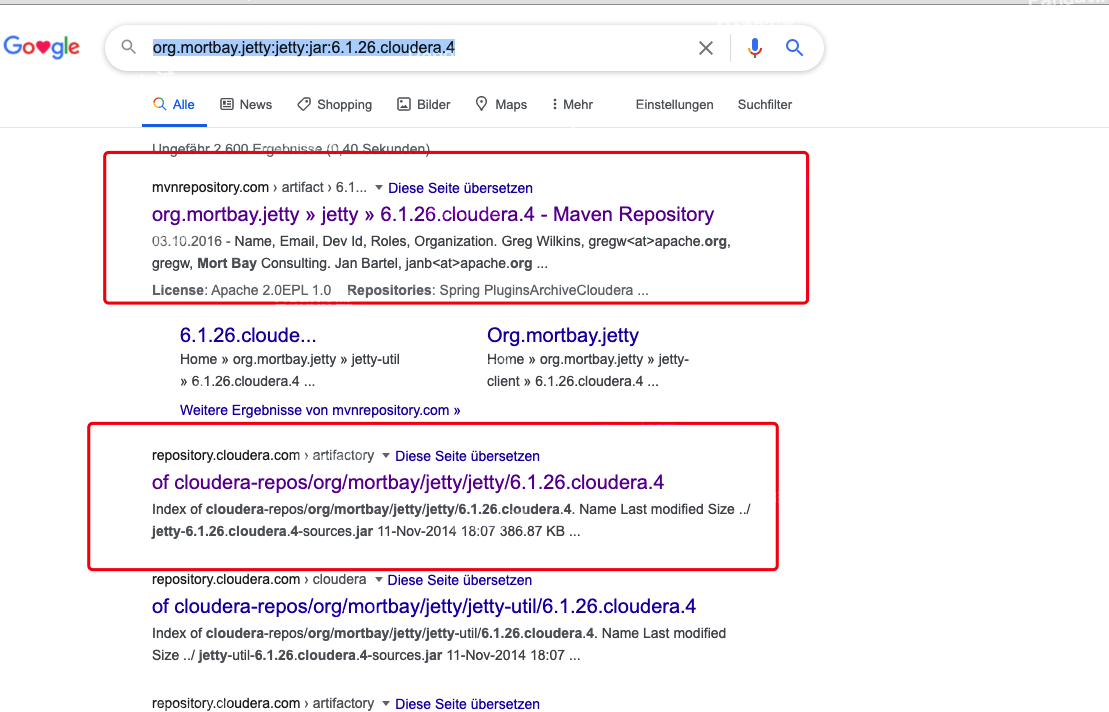 Google
org.mortbay.jetty:jetty:jar:6.1.26.cloudera.4
Alle News Shopping Bilder Maps Mehr Einstellungen Suchfilter
Ungefähr 2.600 Ergebnisse (0,40 Sekunden)
mvnrepository.com › artifact › 6.1... Diese Seite übersetzen
org.mortbay.jetty » jetty » 6.1.26.cloudera.4 - Maven Repository
03.10.2016 - Name, Email, Dev Id, Roles, Organization. Greg Wilkins, gregw<at>apache.org,
gregw, Mort Bay Consulting. Jan Bartel, janb<at>apache.org ...
License: Apache 2.0EPL 1.0 Repositories: Spring PluginsArchiveCloudera ...
6.1.26.cloude... Org.mortbay.jetty
Home » org.mortbay.jetty » jetty-util Home » org.mortbay.jetty » jetty-
» 6.1.26.cloudera.4 ... client » 6.1.26.cloudera.4 ...
Weitere Ergebnisse von mvnrepository.com »
repository.cloudera.com › artifactory Diese Seite übersetzen
of cloudera-repos/org/mortbay/jetty/jetty/6.1.26.cloudera.4
Index of cloudera-repos/org/mortbay/jetty/jetty/6.1.26.cloudera.4. Name Last modified Size ../
jetty-6.1.26.cloudera.4-sources.jar 11-Nov-2014 18:07 386.87 KB ...
repository.cloudera.com › cloudera Diese Seite übersetzen
of cloudera-repos/org/mortbay/jetty/jetty-util/6.1.26.cloudera.4
Index of cloudera-repos/org/mortbay/jetty/jetty-util/6.1.26.cloudera.4. Name Last modified
Size ../ jetty-util-6.1.26.cloudera.4-sources.jar 11-Nov-2014 18:07 ...
repository.cloudera.com › artifactory Diese Seite übersetzen